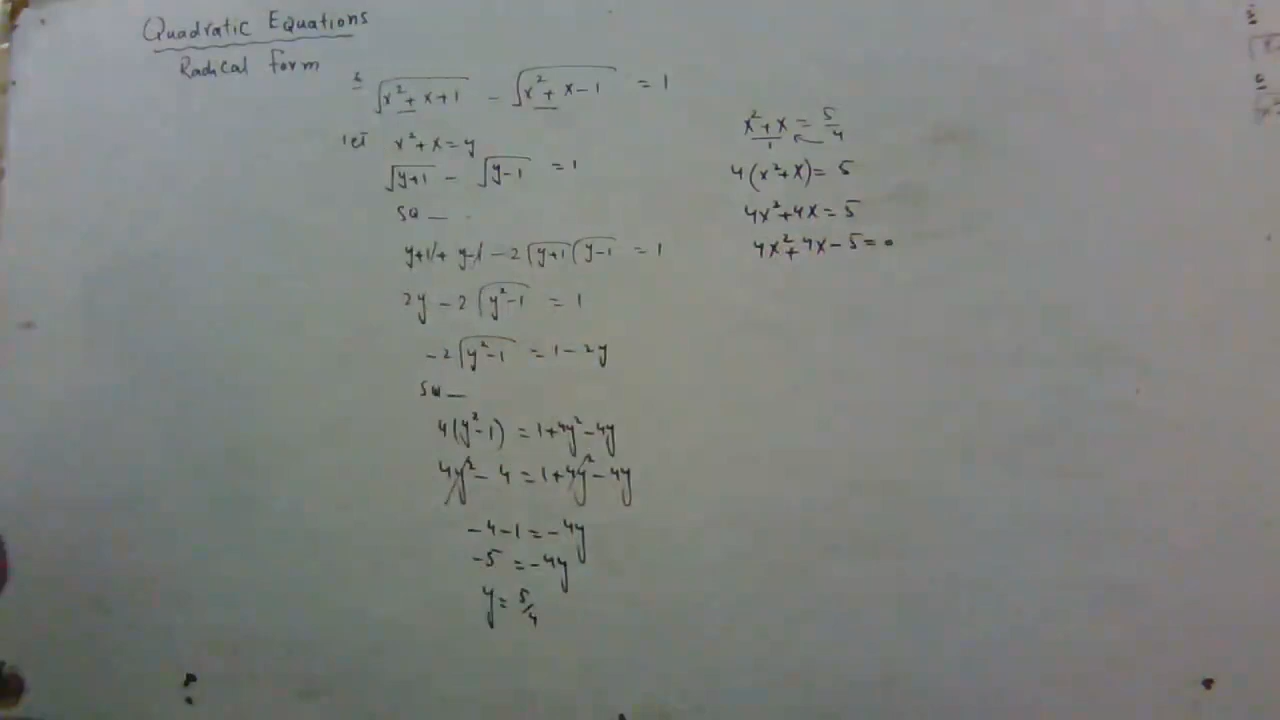 Quadratic Equations
Radical form
√x²+x+1 - √x²+x-1 = 1
let x²+x=y
√y+1 - √y-1 = 1
SQ —
y+1+y-1-2√y+1√y-1 = 1
2y-2√y²-1 = 1
-2√y²-1 = 1-2y
SQ —
4(y²-1) = 1+4y²-4y
4y²-4 = 1+4y²-4y
-4-1=-4y
-5=-4y
y=5/4
x²+x=5/4
1
4(x²+x)=5
4x²+4x=5
4x²+4x-5=0